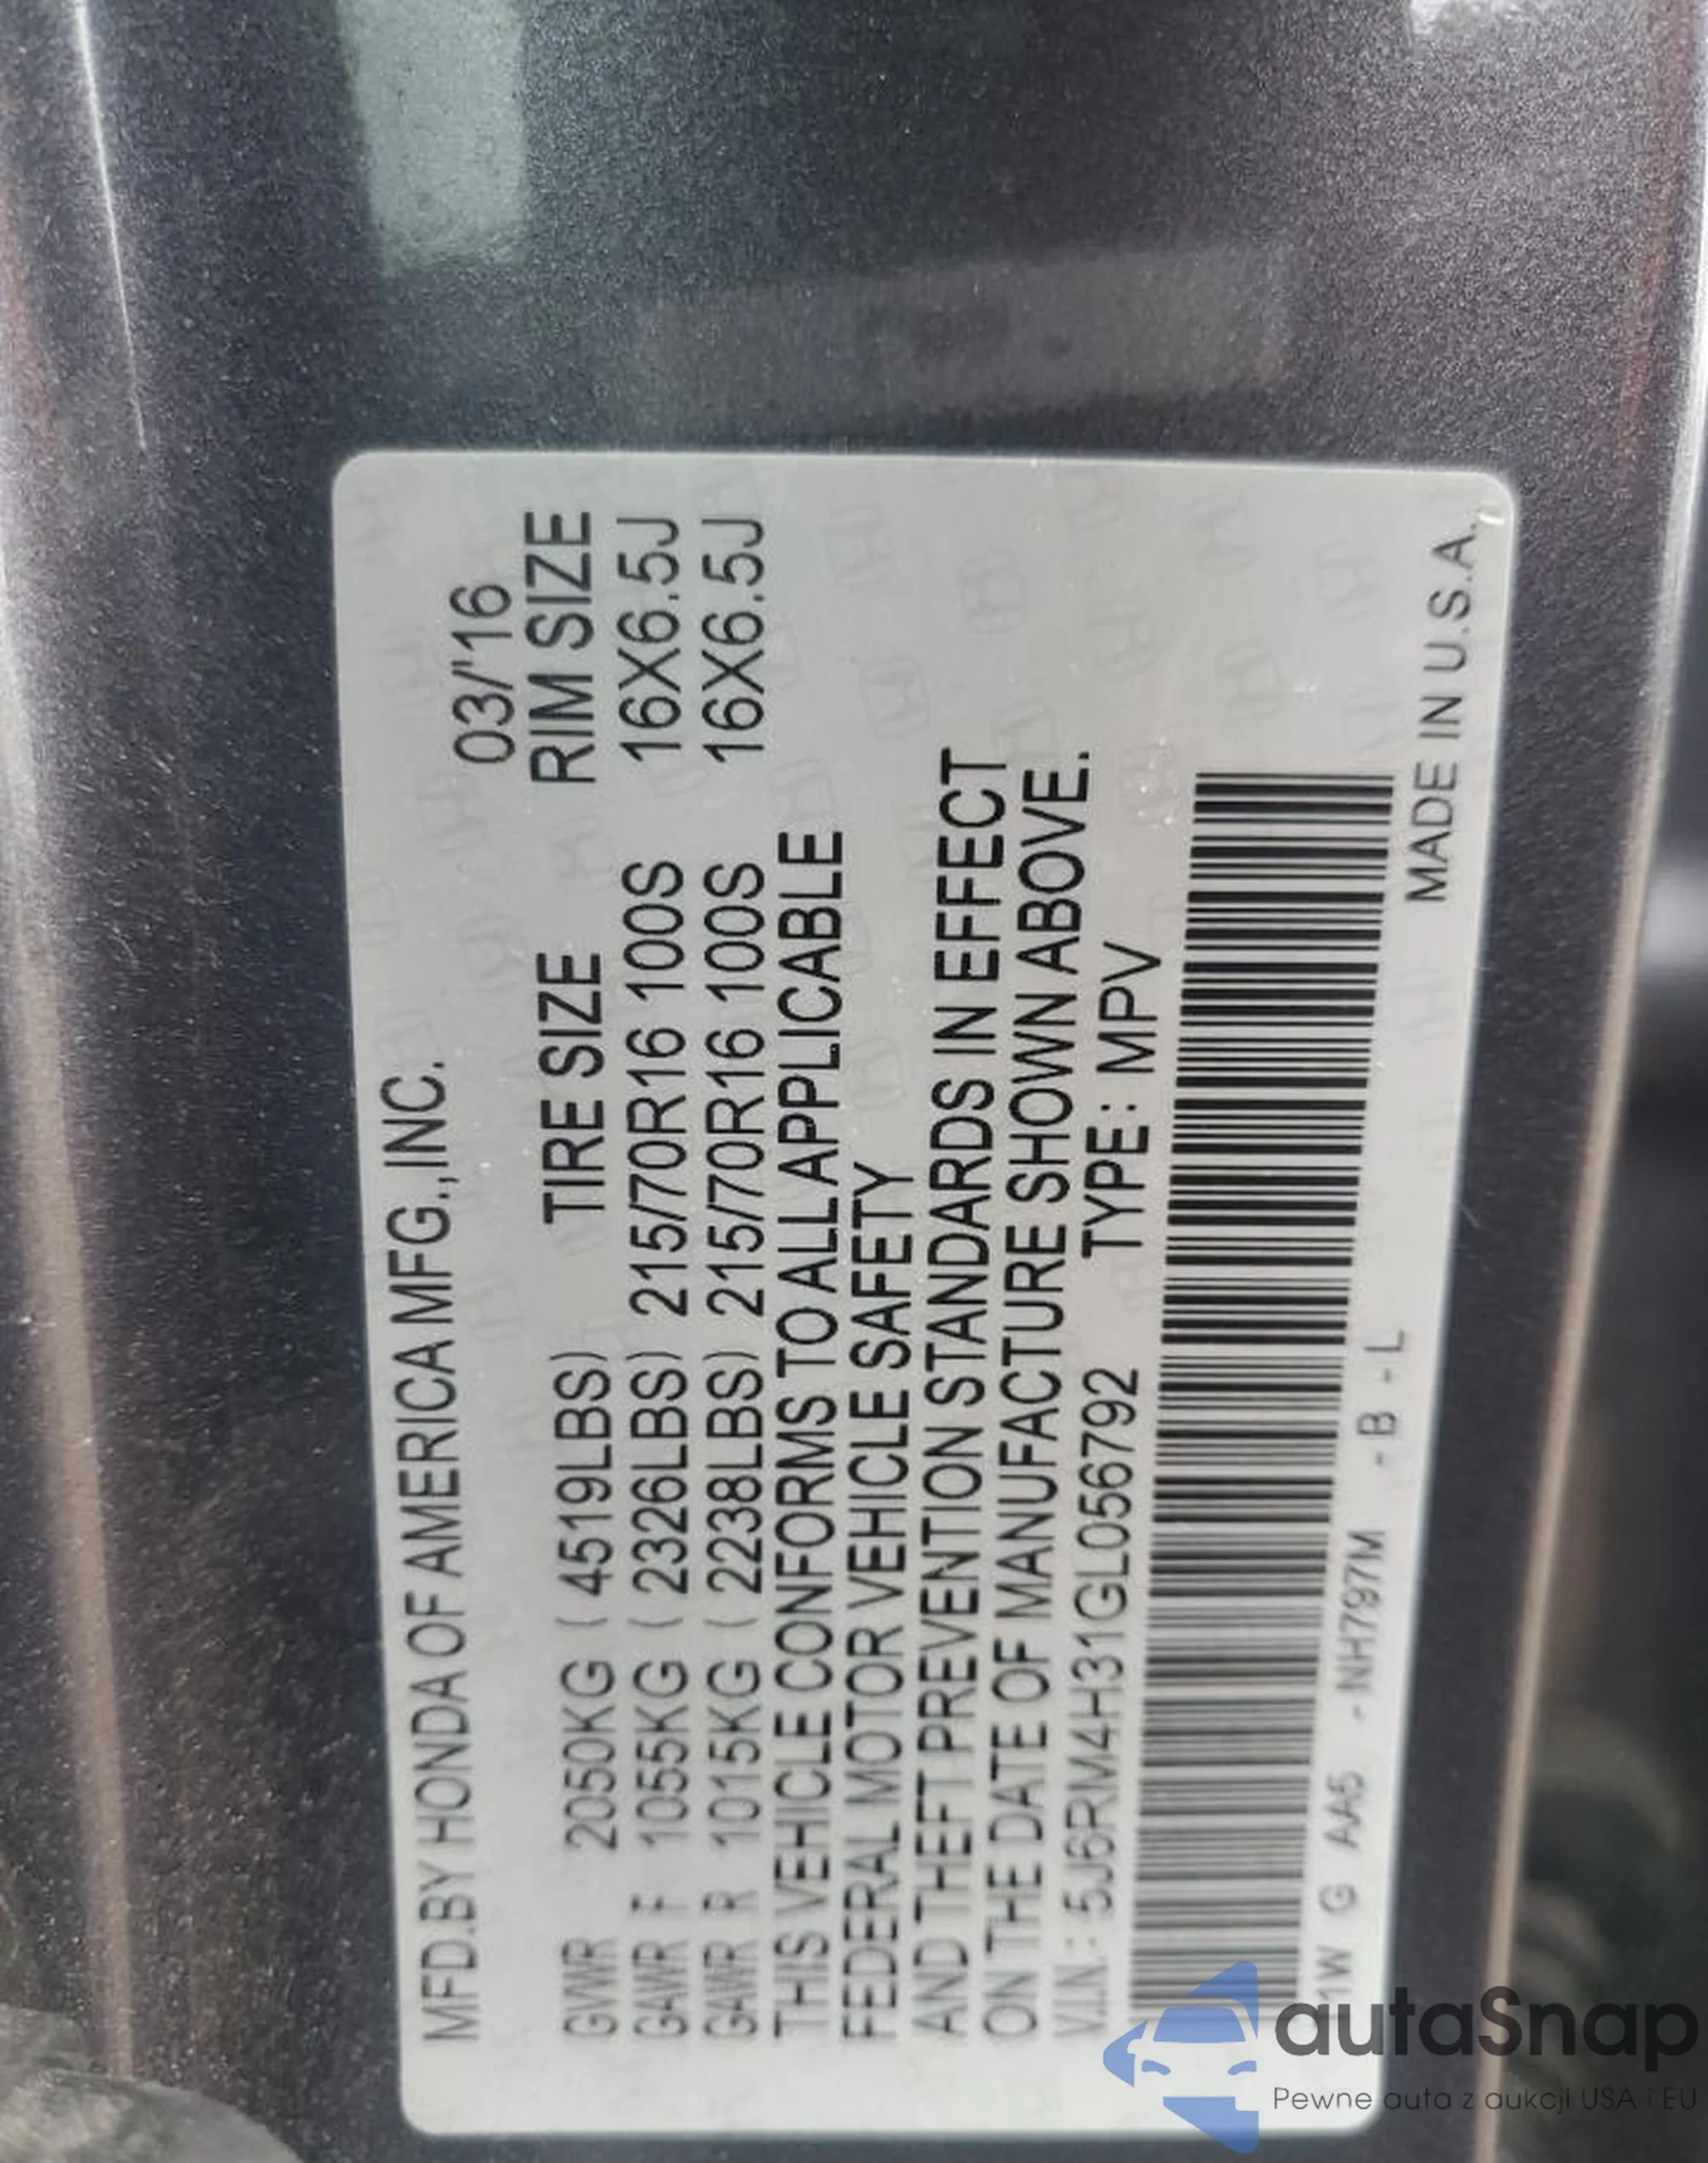 MFD.BY HONDA OF AMERICA MFG.,INC.
03/'16
TIRE SIZE RIM SIZE
GVWR 2050KG ( 4519LBS)
GAWR F 1055KG ( 2326LBS) 215/70R16 100S 16X6.5J
GAWR R 1015KG ( 2238LBS) 215/70R16 100S 16X6.5J
THIS VEHICLE CONFORMS TO ALL APPLICABLE
FEDERAL MOTOR VEHICLE SAFETY
AND THEFT PREVENTION STANDARDS IN EFFECT
ON THE DATE OF MANUFACTURE SHOWN ABOVE.
V.I.N.: 5J6RM4H31GL056792 TYPE: MPV
1W G AA5 -NH797M -B-L
MADE IN U.S.A.
autaSnap
Pewne auta z aukcji USA i EU